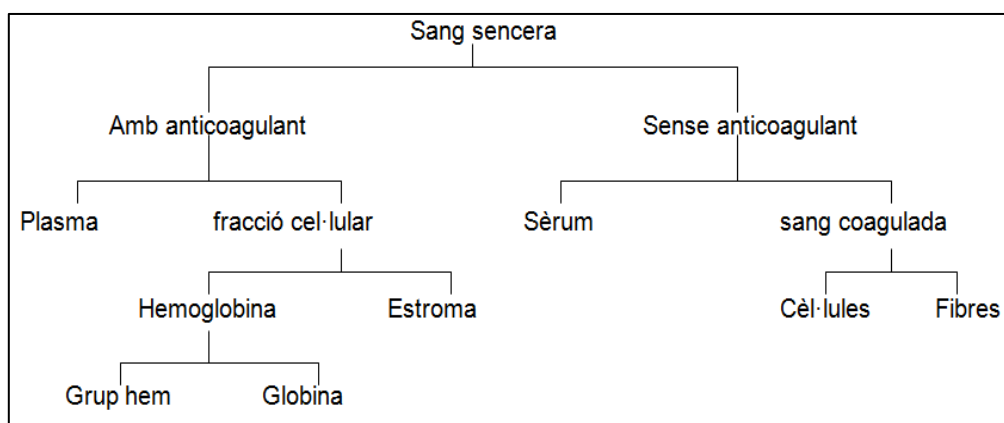 Sang sencera
Amb anticoagulant
Sense anticoagulant
Plasma
fracció cel·lular
Sèrum
sang coagulada
Hemoglobina
Estroma
Cèl·lules
Fibres
Grup hem
Globina